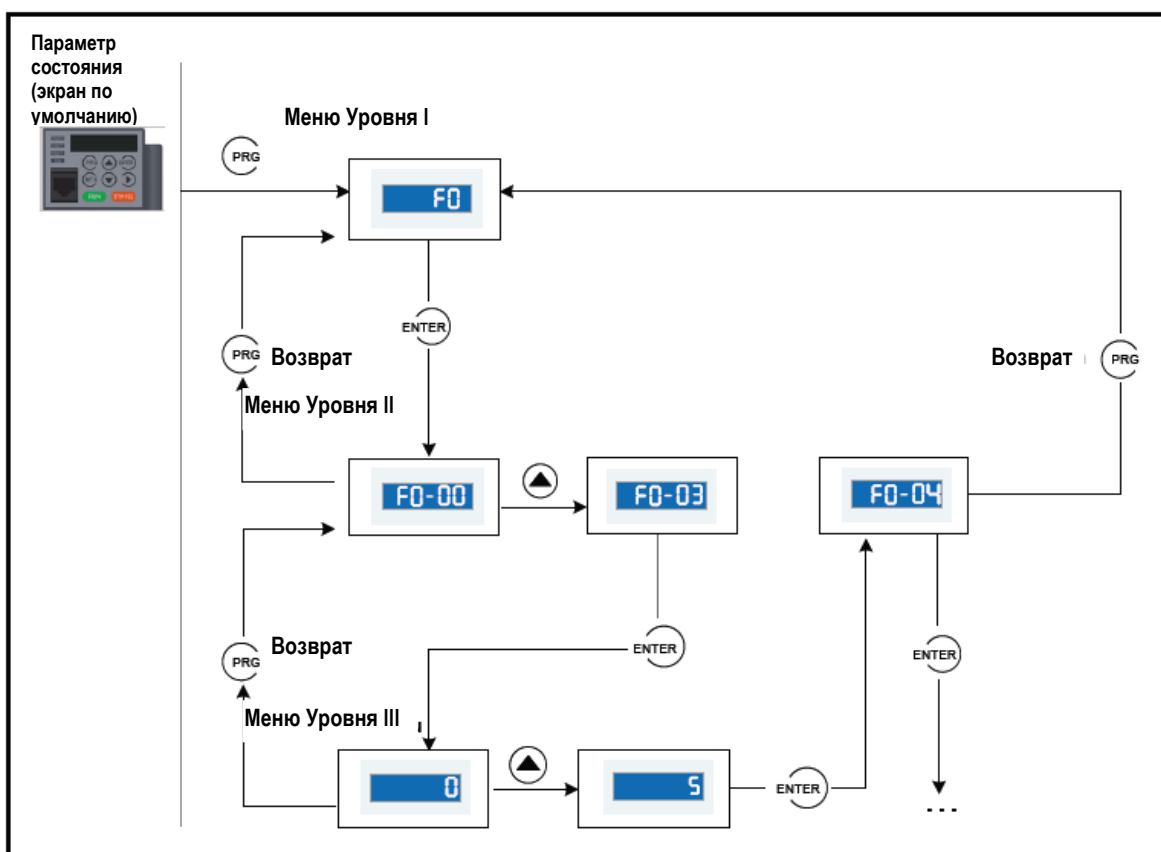 Параметр
состояния
(экран по
умолчанию)
Меню Уровня I
PRG
F0
ENTER
PRG Возврат
Возврат PRG
Меню Уровня II
F0-00
F0-03
F0-04
PRG Возврат
ENTER
ENTER
Меню Уровня III
0
5
ENTER
...